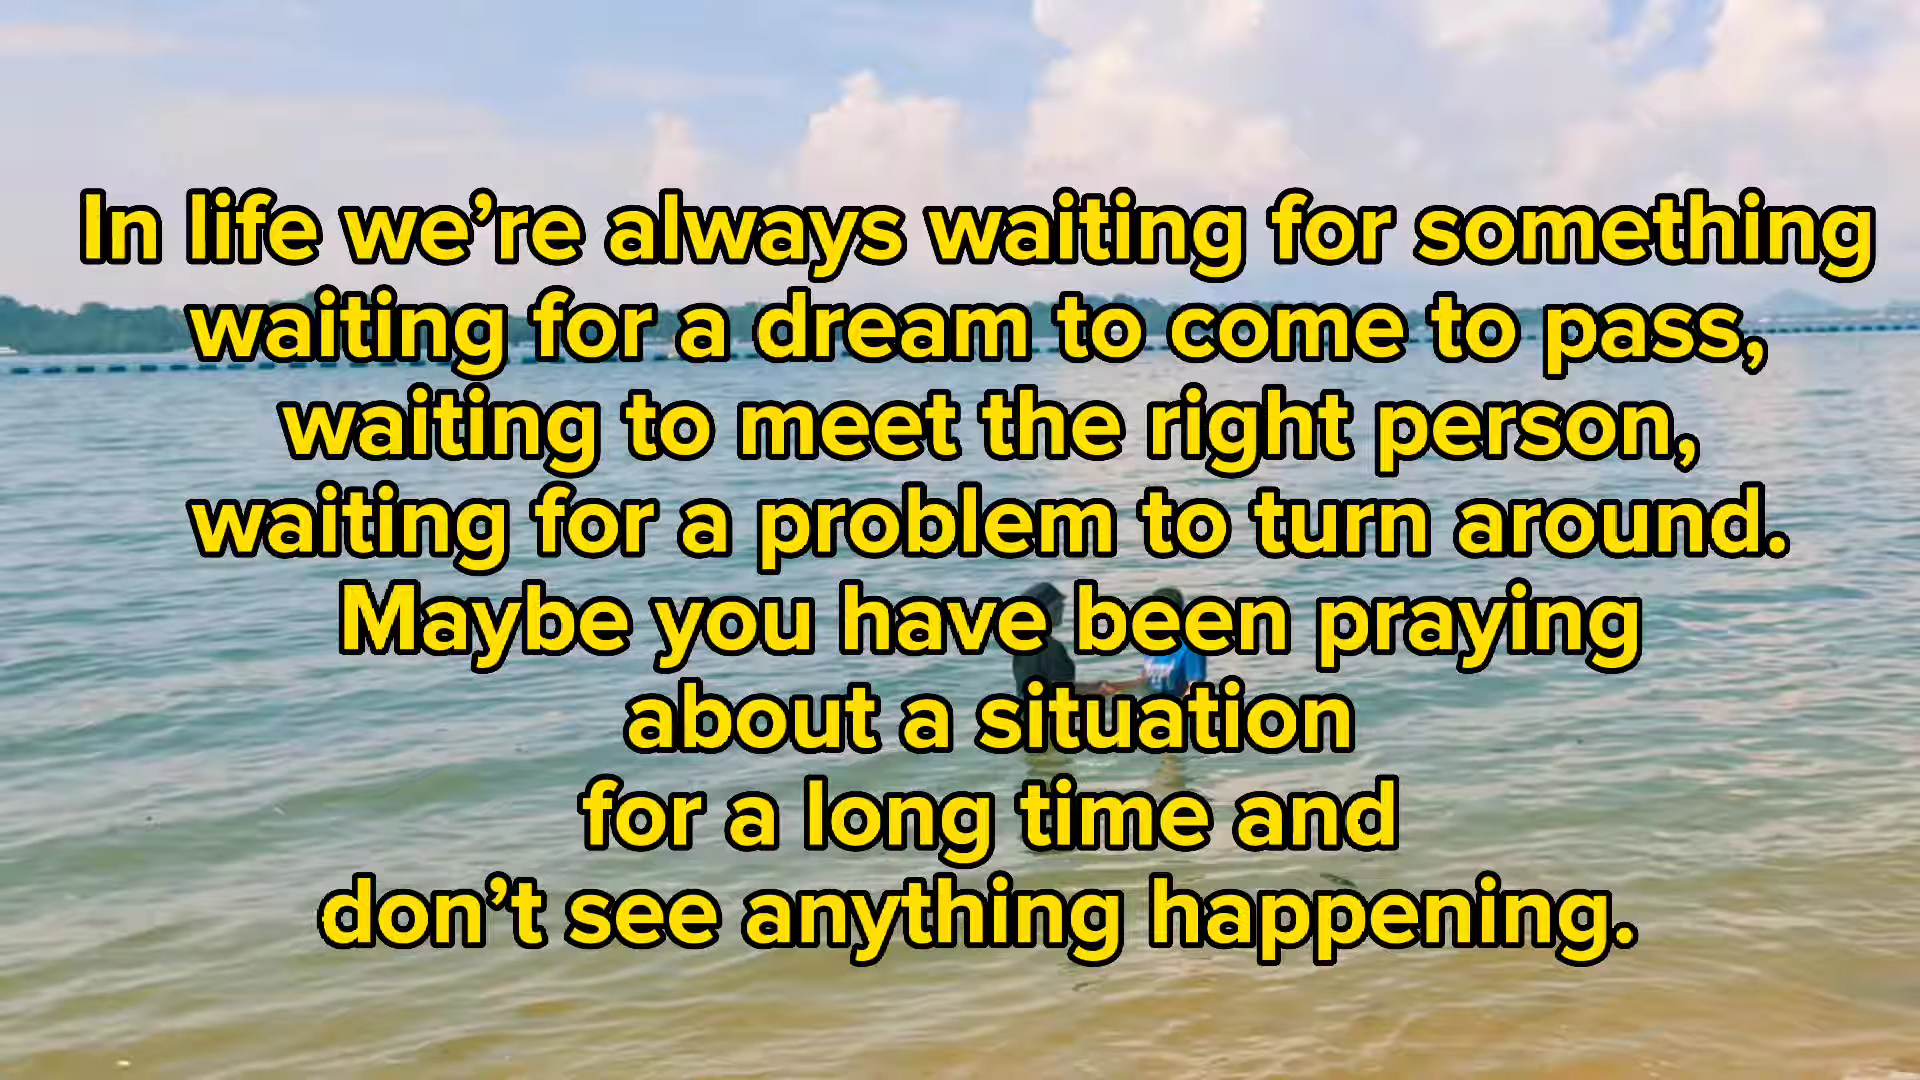 In life we’re always waiting for something
waiting for a dream to come to pass,
waiting to meet the right person,
waiting for a problem to turn around.
Maybe you have been praying
about a situation
for a long time and
don’t see anything happening.